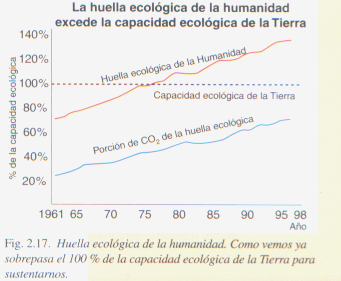 La huella ecológica de la humanidad
excede la capacidad ecológica de la Tierra
140%
120%
100%
80%
60%
40%
20%
% de la capacidad ecológica
Huella ecológica de la Humanidad
Capacidad ecológica de la Tierra
Porción de CO2 de la huella ecológica
1961 65 70 75 80 85 90 95 98
Año
Fig. 2.17. Huella ecológica de la humanidad. Como vemos ya
sobrepasa el 100 % de la capacidad ecológica de la Tierra para
sustentarnos.